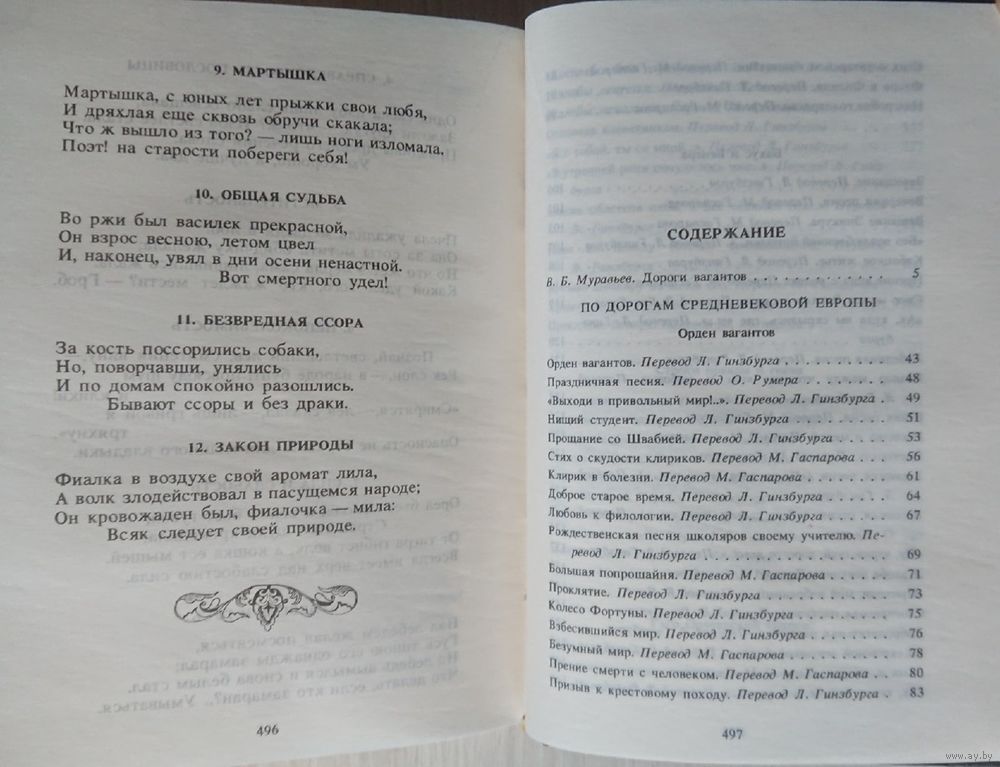 9. МАРТЫШКА
Мартышка, с юных лет прыжки свои любя,
И дряхлая еще сквозь обручи скакала;
Что ж вышло из того? — лишь ноги изломала.
Поэт! на старости побереги себя!
10. ОБЩАЯ СУДЬБА
Во ржи был василек прекрасной,
Он взрос весною, летом цвел
И, наконец, увял в дни осени ненастной.
Вот смертного удел!
11. БЕЗВРЕДНАЯ ССОРА
За кость поссорились собаки,
Но, поворчавши, унялись
И по домам спокойно разошлись.
Бывают ссоры и без драки.
12. ЗАКОН ПРИРОДЫ
Фиалка в воздухе свой аромат лила,
А волк злодействовал в пасущемся народе;
Он кровожаден был, фиалочка — мила:
Всяк следует своей природе.
496
СОДЕРЖАНИЕ
В. Б. Муравьев. Дороги вагантов . . . . . . . . . . . . 5
ПО ДОРОГАМ СРЕДНЕВЕКОВОЙ ЕВРОПЫ
Орден вагантов
Орден вагантов. Перевод Л. Гинзбурга . . . . . . . . . 43
Праздничная песня. Перевод О. Румера . . . . . . . . 48
«Выходи в привольный мир!..». Перевод Л. Гинзбурга . 49
Нищий студент. Перевод Л. Гинзбурга . . . . . . . . 51
Прощание со Швабией. Перевод Л. Гинзбурга . . . . . 53
Стих о скудости клириков. Перевод М. Гаспарова . . . 56
Клирик в болезни. Перевод М. Гаспарова . . . . . . . 61
Доброе старое время. Перевод Л. Гинзбурга . . . . . . 64
Любовь к филологии. Перевод Л. Гинзбурга . . . . . . 67
Рождественская песня школяров своему учителю. Пе-
ревод Л. Гинзбурга . . . . . . . . . . . . . . . 69
Большая попрошайня. Перевод М. Гаспарова . . . . . 71
Проклятие. Перевод Л. Гинзбурга . . . . . . . . . . 73
Колесо Фортуны. Перевод Л. Гинзбурга . . . . . . . . 75
Взбесившийся мир. Перевод Л. Гинзбурга . . . . . . . 76
Безумный мир. Перевод М. Гаспарова . . . . . . . . . 78
Прение смерти с человеком. Перевод М. Гаспарова . . . 80
Призыв к крестовому походу. Перевод Л. Гинзбурга . . 83
497
www.ay.by